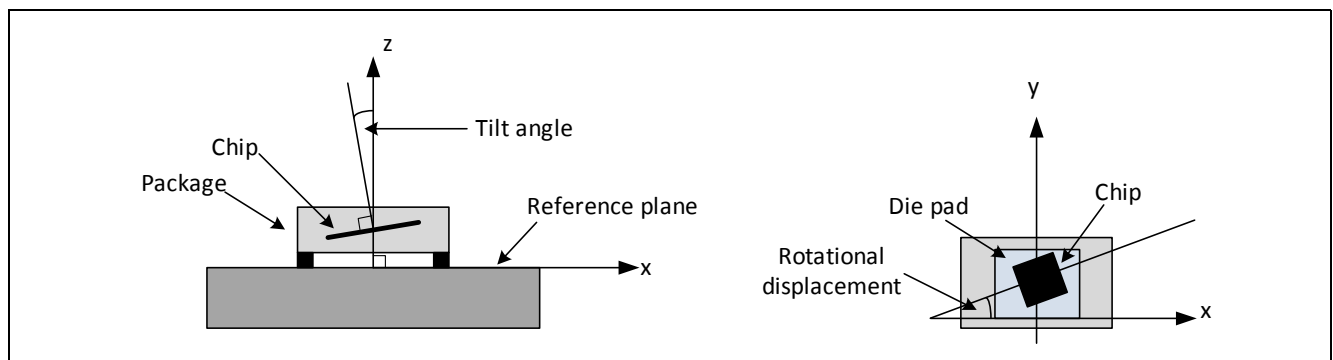 z
Tilt angle
Chip
Package
Reference plane
x
y
Chip
Die pad
Rotational
displacement
x